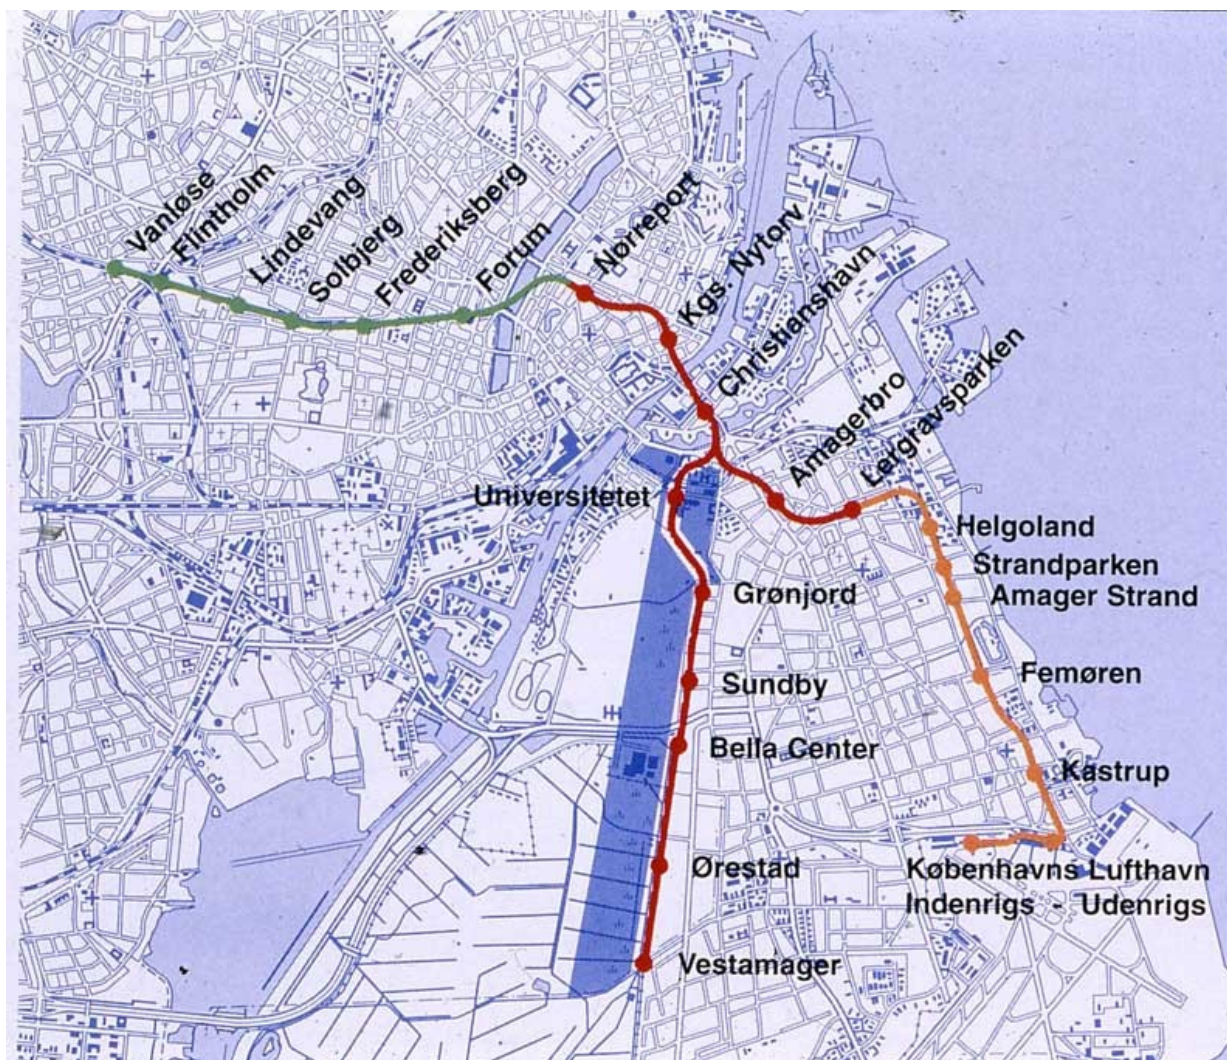 Vanløse
Flintholm
Lindevang
Solbjerg
Frederiksberg
Forum
Nørreport
Kgs. Nytorv
Christianshavn
Amagerbro
Lergravsparken
Universitetet
Helgoland
Strandparken
Amager Strand
Grønjord
Femøren
Sundby
Bella Center
Kastrup
Ørestad
Københavns Lufthavn
Indenrigs - Udenrigs
Vestamager